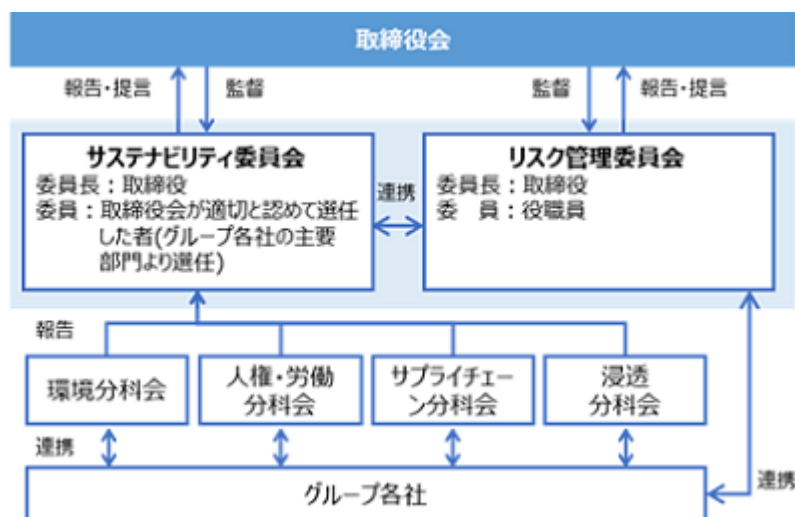 取締役会
報告・提言
監督
監督
報告・提言
サステナビリティ委員会
委員長：取締役
委員：取締役会が適切と認めて選任
した者(グループ各社の主要
部門より選任)
連携
リスク管理委員会
委員長：取締役
委　員：役職員
報告
環境分科会
人権・労働
分科会
サプライチェー
ン分科会
浸透
分科会
連携
グループ各社
連携